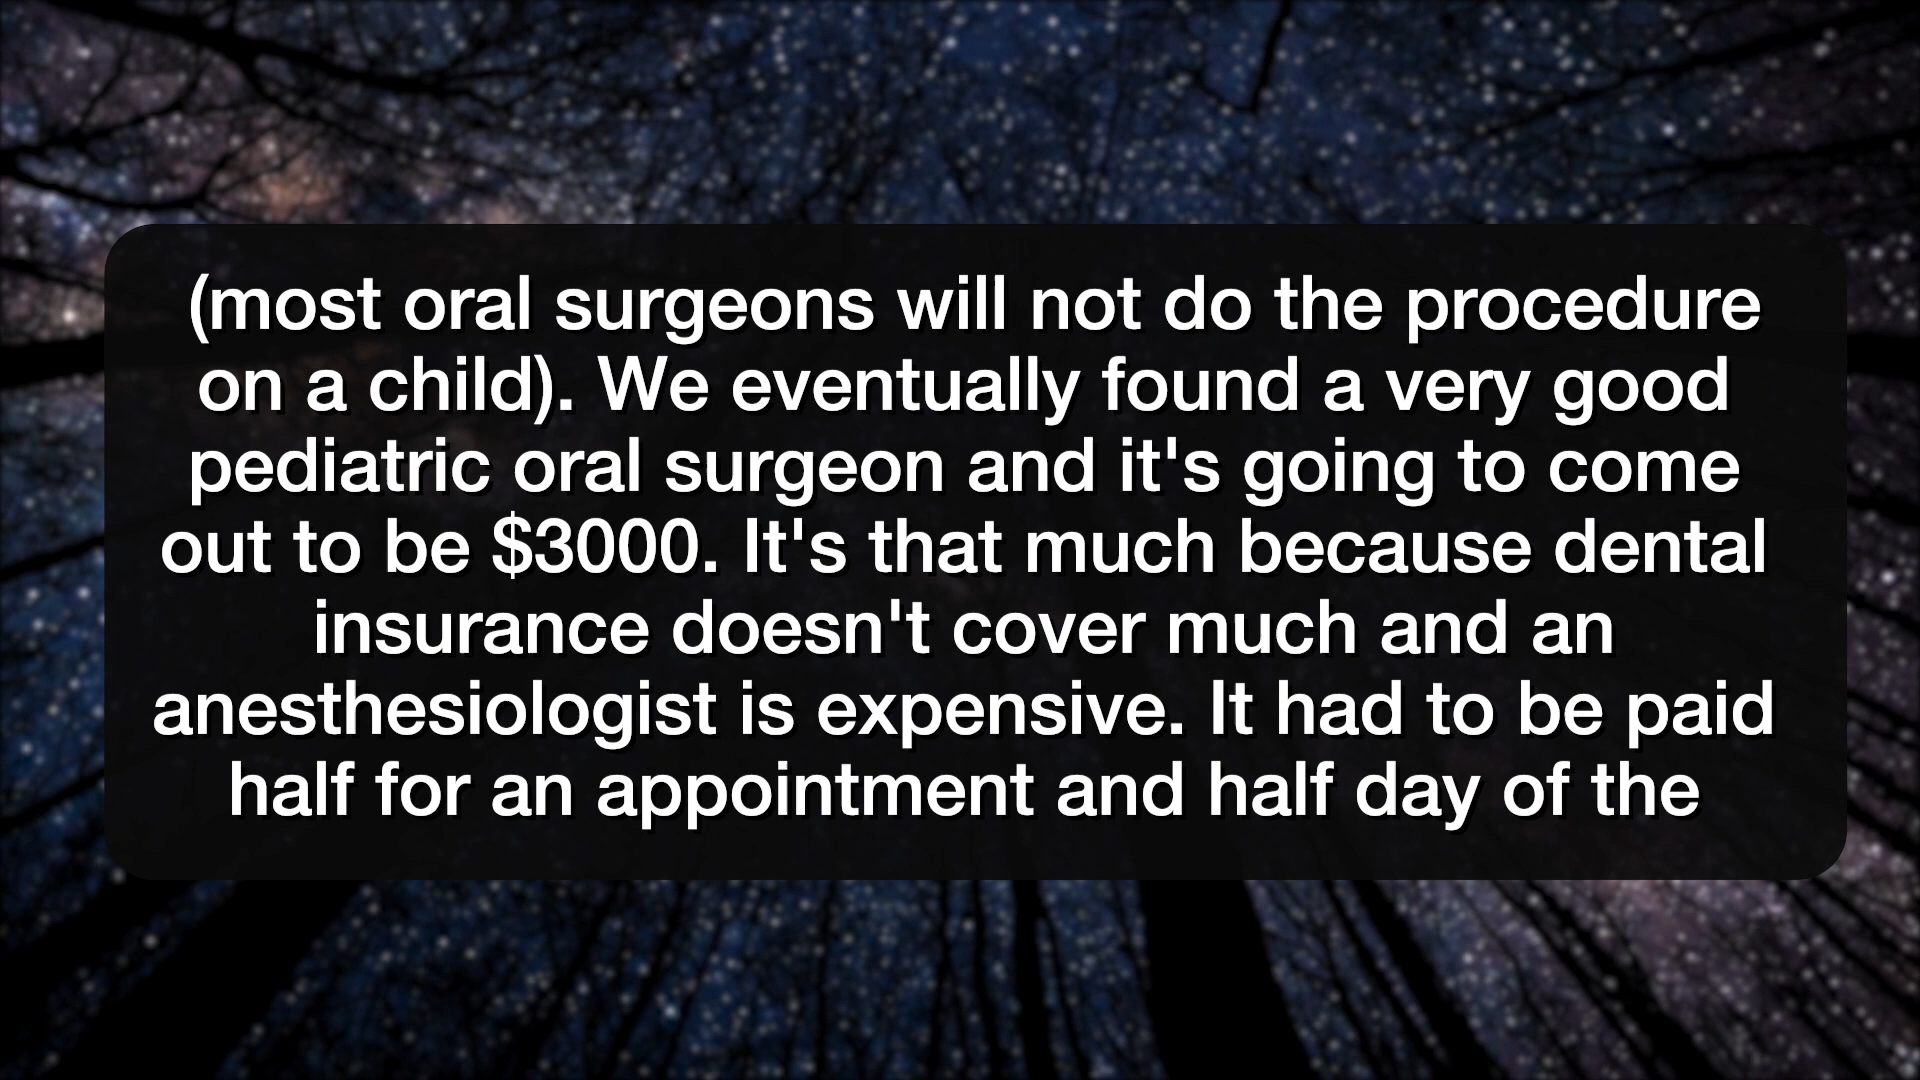 (most oral surgeons will not do the procedure
on a child). We eventually found a very good
pediatric oral surgeon and it's going to come
out to be $3000. It's that much because dental
insurance doesn't cover much and an
anesthesiologist is expensive. It had to be paid
half for an appointment and half day of the